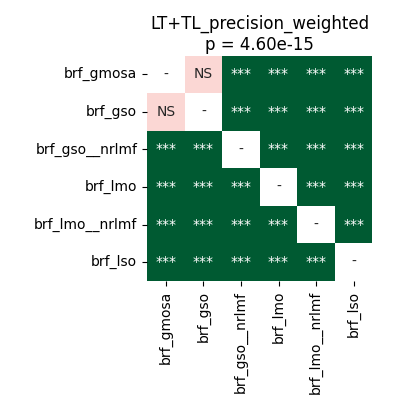 LT+TL_precision_weighted
p = 4.60e-15
brf_gmosa - NS *** *** *** ***
brf_gso NS - *** *** *** ***
brf_gso__nrlmf *** *** - *** *** ***
brf_lmo *** *** *** - *** ***
brf_lmo__nrlmf *** *** *** *** - ***
brf_lso *** *** *** *** *** -
brf_gmosa
brf_gso
brf_gso__nrlmf
brf_lmo
brf_lmo__nrlmf
brf_lso